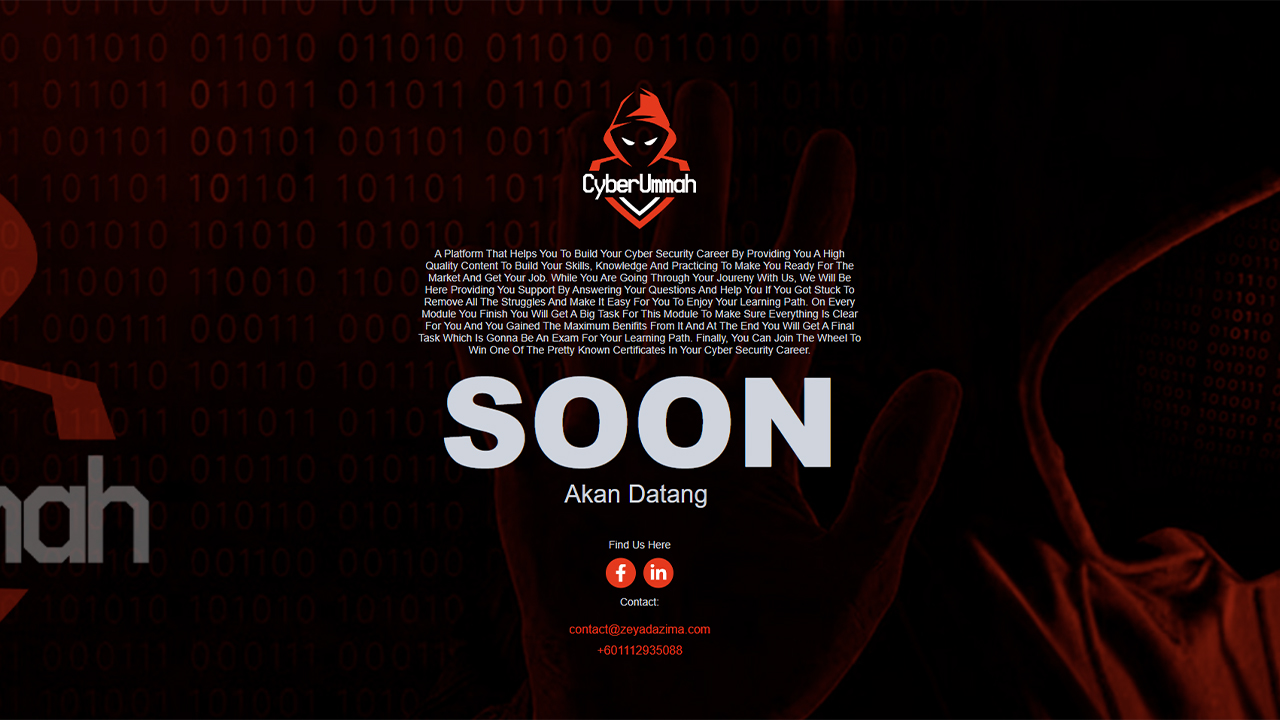 CyberUmmah
A Platform That Helps You To Build Your Cyber Security Career By Providing You A High
Quality Content To Build Your Skills, Knowledge And Practicing To Make You Ready For The
Market And Get Your Job. While You Are Going Through Your Joureny With Us, We Will Be
Here Providing You Support By Answering Your Questions And Help You If You Got Stuck To
Remove All The Struggles And Make It Easy For You To Enjoy Your Learning Path. On Every
Module You Finish You Will Get A Big Task For This Module To Make Sure Everything Is Clear
For You And You Gained The Maximum Benifits From It And At The End You Will Get A Final
Task Which Is Gonna Be An Exam For Your Learning Path. Finally, You Can Join The Wheel To
Win One Of The Pretty Known Certificates In Your Cyber Security Career.
SOON
Akan Datang
Find Us Here
Contact:
contact@zeyadazima.com
+601112935088
mah